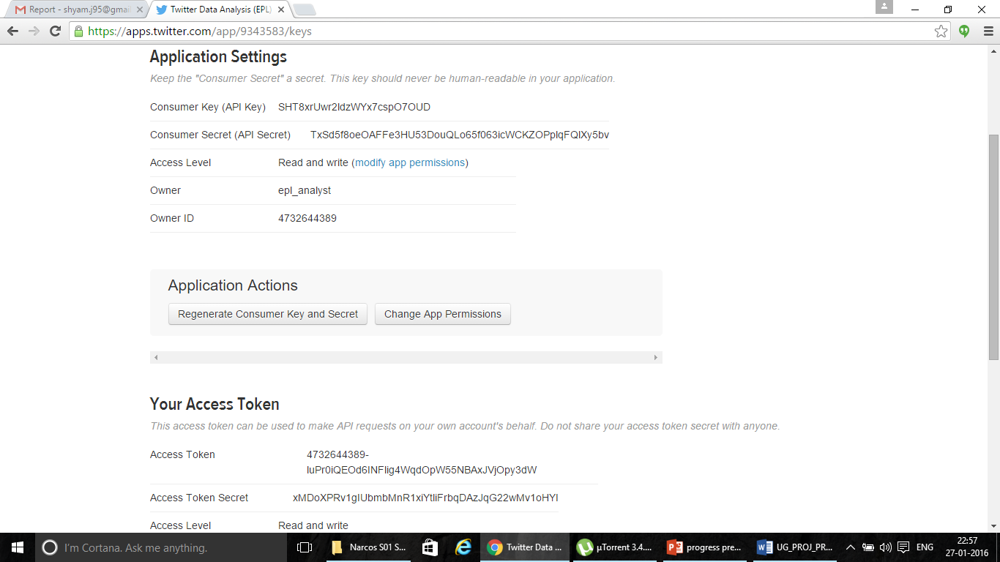 Report - shyam.j95@gmai
Twitter Data Analysis (EPL)
https://apps.twitter.com/app/9343583/keys
Application Settings
Keep the "Consumer Secret" a secret. This key should never be human-readable in your application.
Consumer Key (API Key)
Consumer Secret (API Secret)
Access Level Read and write (modify app permissions)
Owner epl_analyst
Owner ID 4732644389
Application Actions
Regenerate Consumer Key and Secret Change App Permissions
Your Access Token
This access token can be used to make API requests on your own account's behalf. Do not share your access token secret with anyone.
Access Token 4732644389-
Access Token Secret
Access Level Read and write
I'm Cortana. Ask me anything.
Narcos S01 S...
Twitter Data ...
µTorrent 3.4....
progress pre...
UG_PROJ_PR...
ENG
22:57
27-01-2016